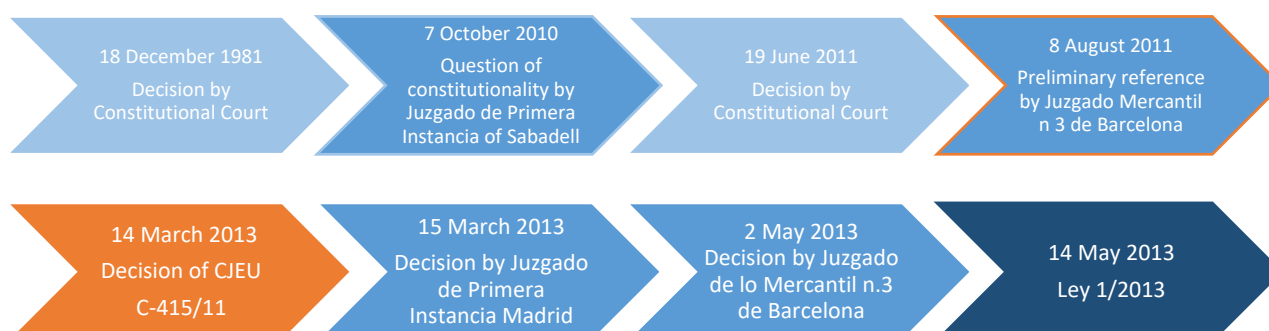 18 December 1981
Decision by
Constitutional Court
7 October 2010
Question of
constitutionality by
Juzgado de Primera
Instancia of Sabadell
19 June 2011
Decision by
Constitutional Court
8 August 2011
Preliminary reference
by Juzgado Mercantil
n 3 de Barcelona
14 March 2013
Decision of CJEU
C-415/11
15 March 2013
Decision by Juzgado
de Primera
Instancia Madrid
2 May 2013
Decision by Juzgado
de lo Mercantil n.3
de Barcelona
14 May 2013
Ley 1/2013